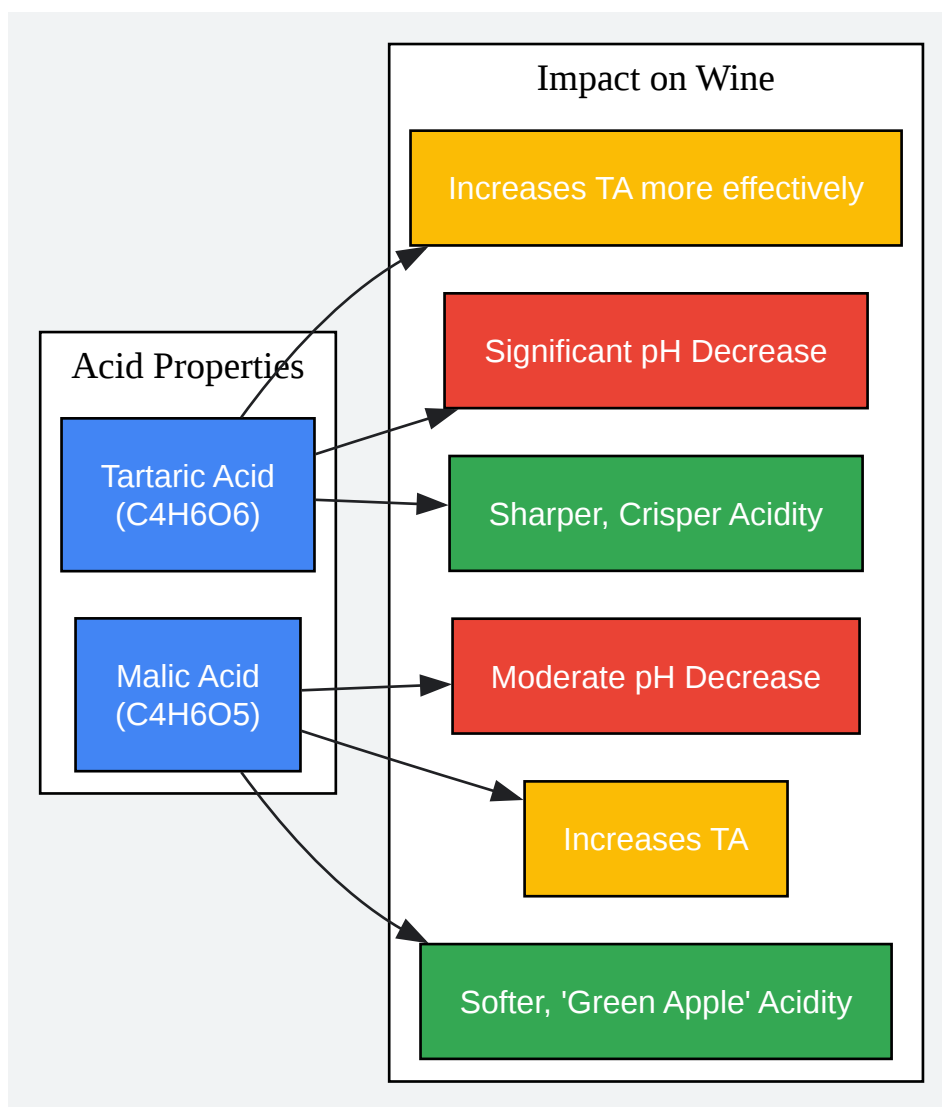 Impact on Wine
Increases TA more effectively
Significant pH Decrease
Sharper, Crisper Acidity
Moderate pH Decrease
Increases TA
Softer, 'Green Apple' Acidity
Acid Properties
Tartaric Acid
(C4H6O6)
Malic Acid
(C4H6O5)